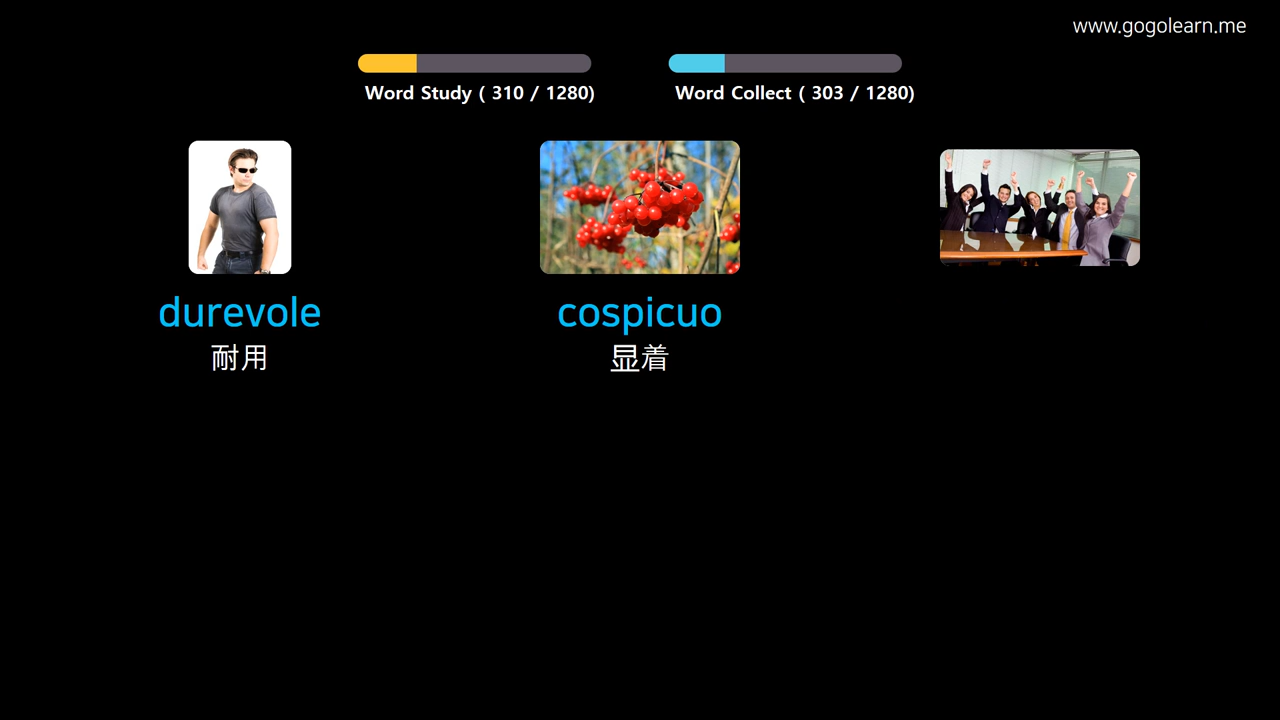 www.gogolearn.me
Word Study ( 310 / 1280)
Word Collect ( 303 / 1280)
durevole
耐用
cospicuo
显着